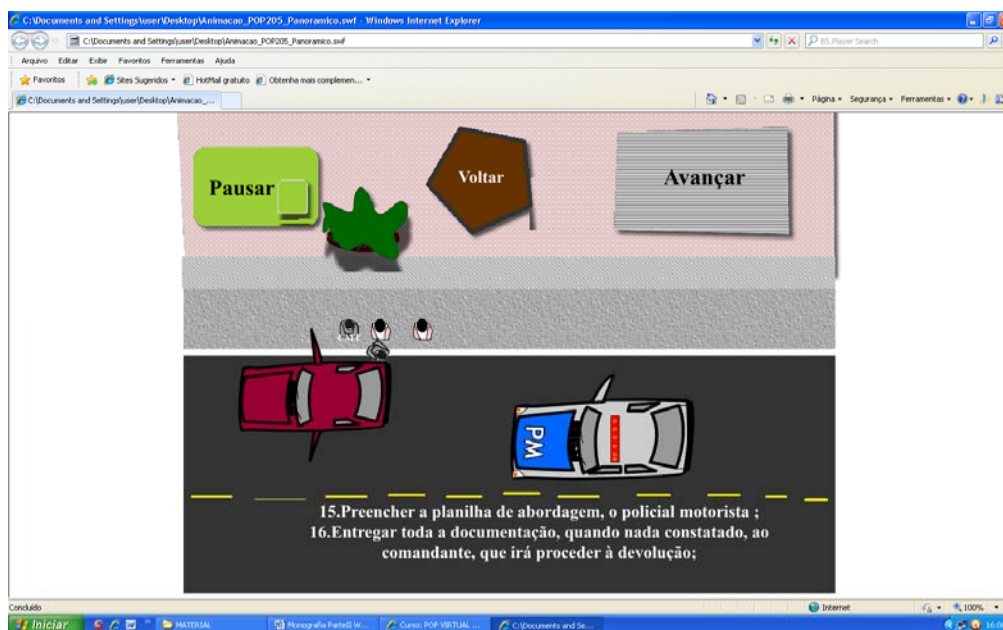 C:\Documents and Settings\user\Desktop\Animacao_POP205_Panoramico.swf - Windows Internet Explorer
C:\Documents and Settings\user\Desktop\Animacao_POP205_Panoramico.swf
BS.Player Search
Arquivo Editar Exibir Favoritos Ferramentas Ajuda
Favoritos Sites Sugeridos HotMail gratuito Obtenha mais complemen...
C:\Documents and Settings\user\Desktop\Animacao_...
Página Segurança Ferramentas
Pausar
Voltar
Avançar
CMT
PM
15.Preencher a planilha de abordagem, o policial motorista ;
16.Entregar toda a documentação, quando nada constatado, ao
comandante, que irá proceder à devolução;
Concluído
Internet
100%
Iniciar
MATERIAL
Monografia ParteII W...
Curso: POP VIRTUAL ...
C:\Documents and Se...